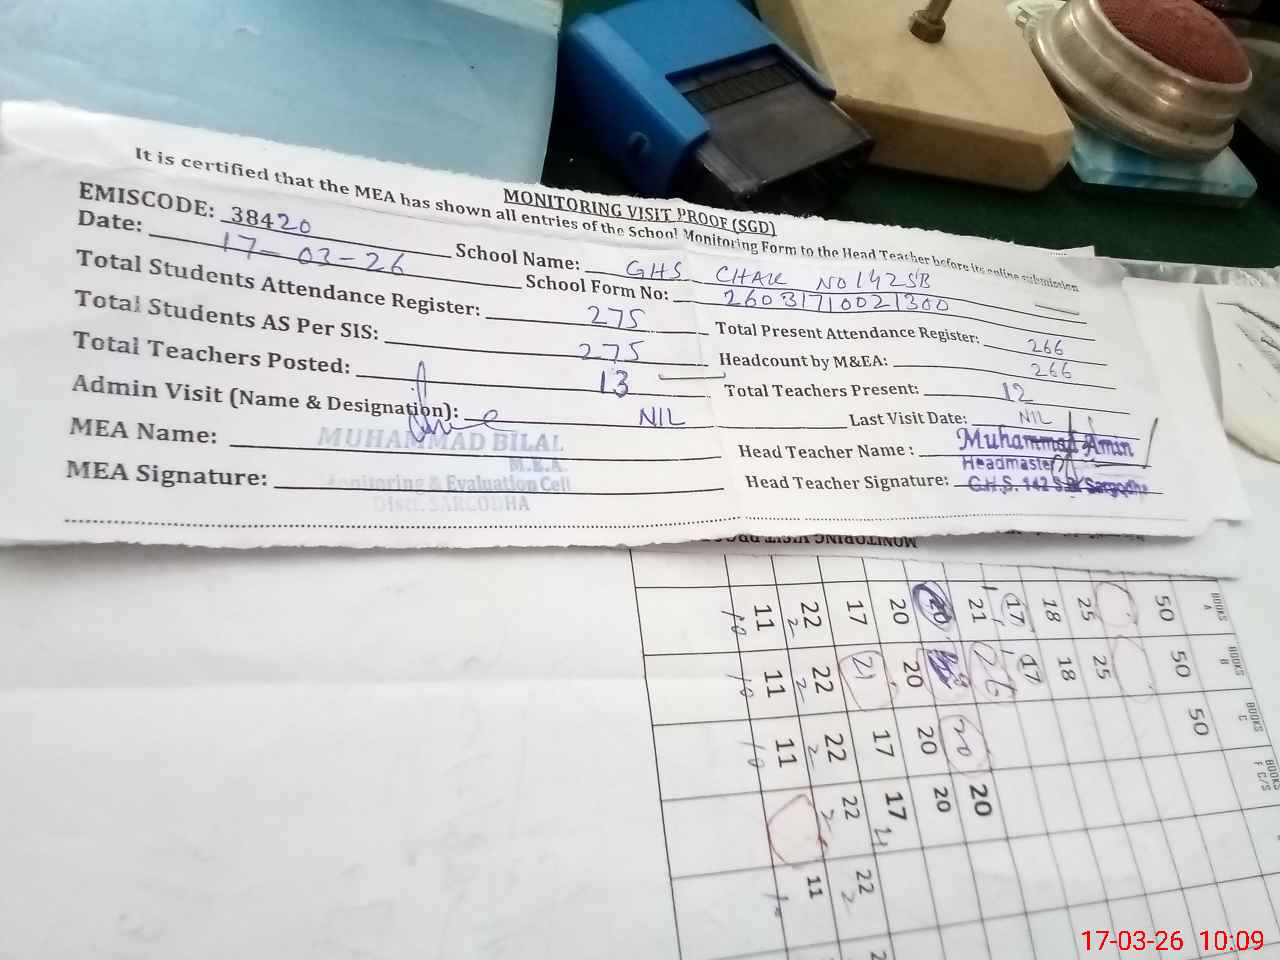 MONITORING VISIT PROOF (SGD)
It is certified that the MEA has shown all entries of the School Monitoring Form to the Head Teacher before its online submission
EMISCODE: 38420 School Name: GHS CHAK NO 142SB
Date: 17-03-26 School Form No: 26031710021300
Total Students Attendance Register: 275 Total Present Attendance Register: 266
Total Students AS Per SIS: 275 Headcount by M&EA: 266
Total Teachers Posted: 13 Total Teachers Present: 12
Admin Visit (Name & Designation): NIL Last Visit Date: NIL
MEA Name: MUHAMMAD BILAL Head Teacher Name: Muhammad Amin
M.E.A. Headmaster
MEA Signature: Monitoring & Evaluation Cell Head Teacher Signature: G.H.S. 142 S.B Sargodha
Distt. SARGODHA
MONITORING VISIT
BOOKS A 50 25 18 17 21 20 20 17 22 11
BOOKS B 50 25 18 17 26 20 21 22 11
BOOKS C 50 20 20 17 22 11
BOOKS F C/S 20 20 17 22
22 11
17-03-26 10:09